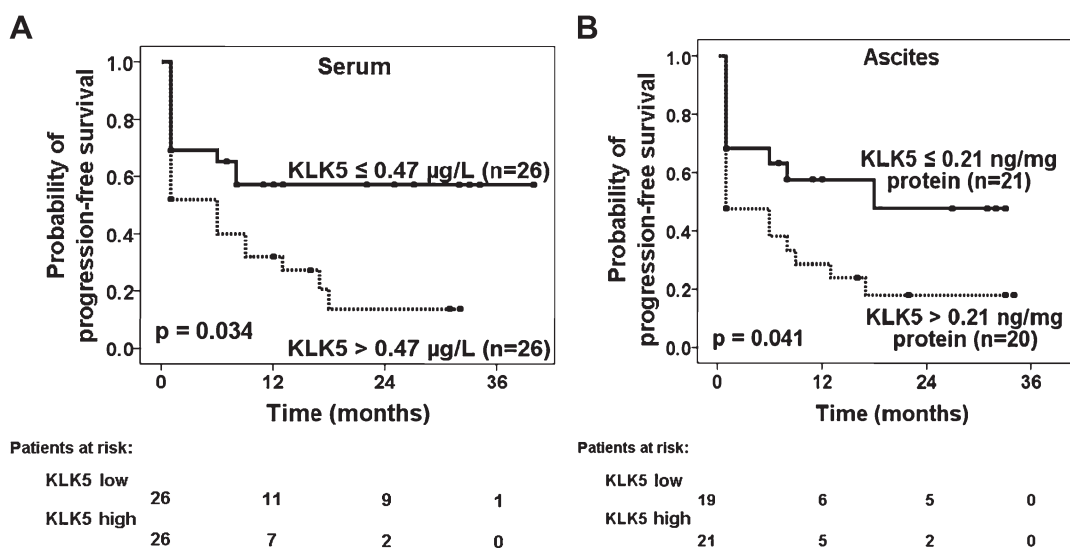 A
Serum
Probability of
progression-free survival
1.0
0.8
0.6
0.4
0.2
0.0
KLK5 ≤ 0.47 µg/L (n=26)
p = 0.034
KLK5 > 0.47 µg/L (n=26)
0 12 24 36
Time (months)
Patients at risk:
KLK5 low
26 11 9 1
KLK5 high
26 7 2 0
B
Ascites
Probability of
progression-free survival
1.0
0.8
0.6
0.4
0.2
0.0
KLK5 ≤ 0.21 ng/mg
protein (n=21)
KLK5 > 0.21 ng/mg
protein (n=20)
p = 0.041
0 12 24 36
Time (months)
Patients at risk:
KLK5 low
19 6 5 0
KLK5 high
21 5 2 0